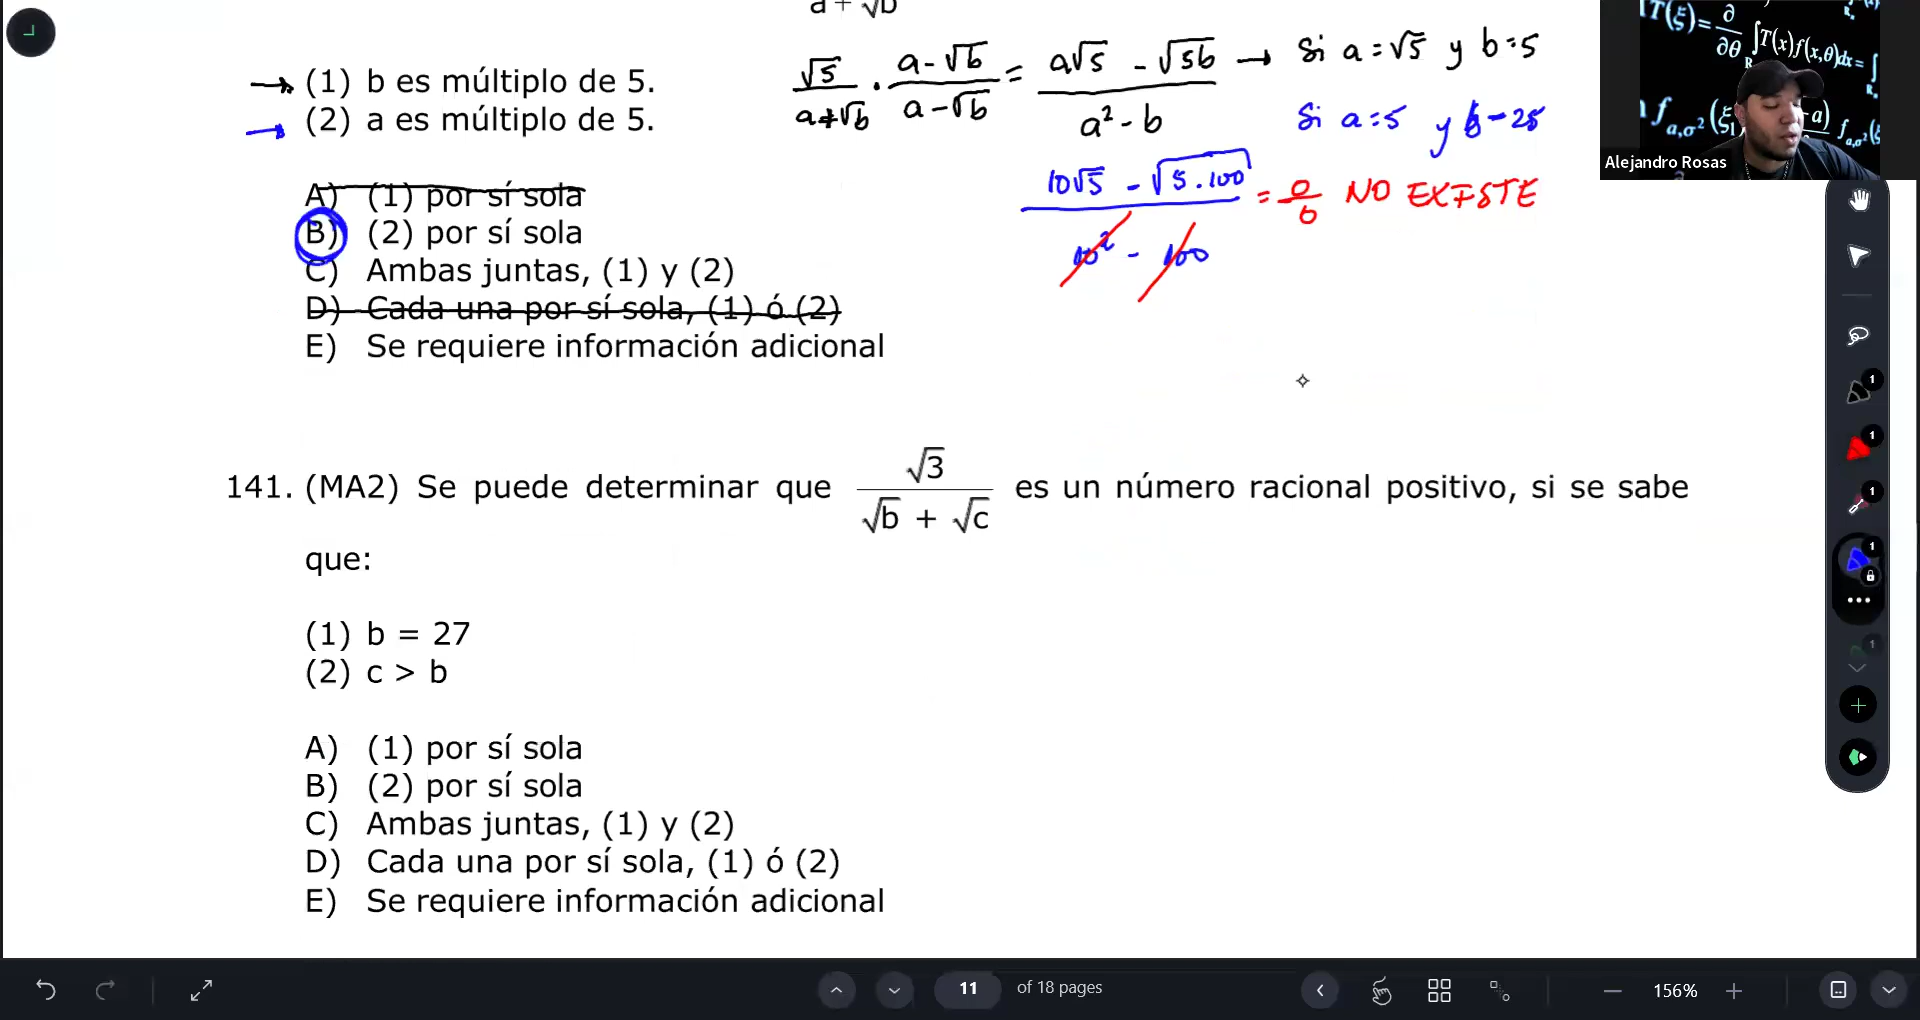 a + √b
√5/(a+√b) · (a-√b)/(a-√b) = (a√5 - √5b)/(a² - b) → Si a = √5 y b = 5
→ (1) b es múltiplo de 5.
→ (2) a es múltiplo de 5.
Si a = 5 y b = 25
(10√5 - √5.100)/(10² - 100) = 0/0 NO EXISTE
A) (1) por sí sola
B) (2) por sí sola
C) Ambas juntas, (1) y (2)
D) Cada una por sí sola, (1) ó (2)
E) Se requiere información adicional
141. (MA2) Se puede determinar que √3/(√b + √c) es un número racional positivo, si se sabe
que:
(1) b = 27
(2) c > b
A) (1) por sí sola
B) (2) por sí sola
C) Ambas juntas, (1) y (2)
D) Cada una por sí sola, (1) ó (2)
E) Se requiere información adicional
Alejandro Rosas
1
1
1
1
1
11 of 18 pages
156%